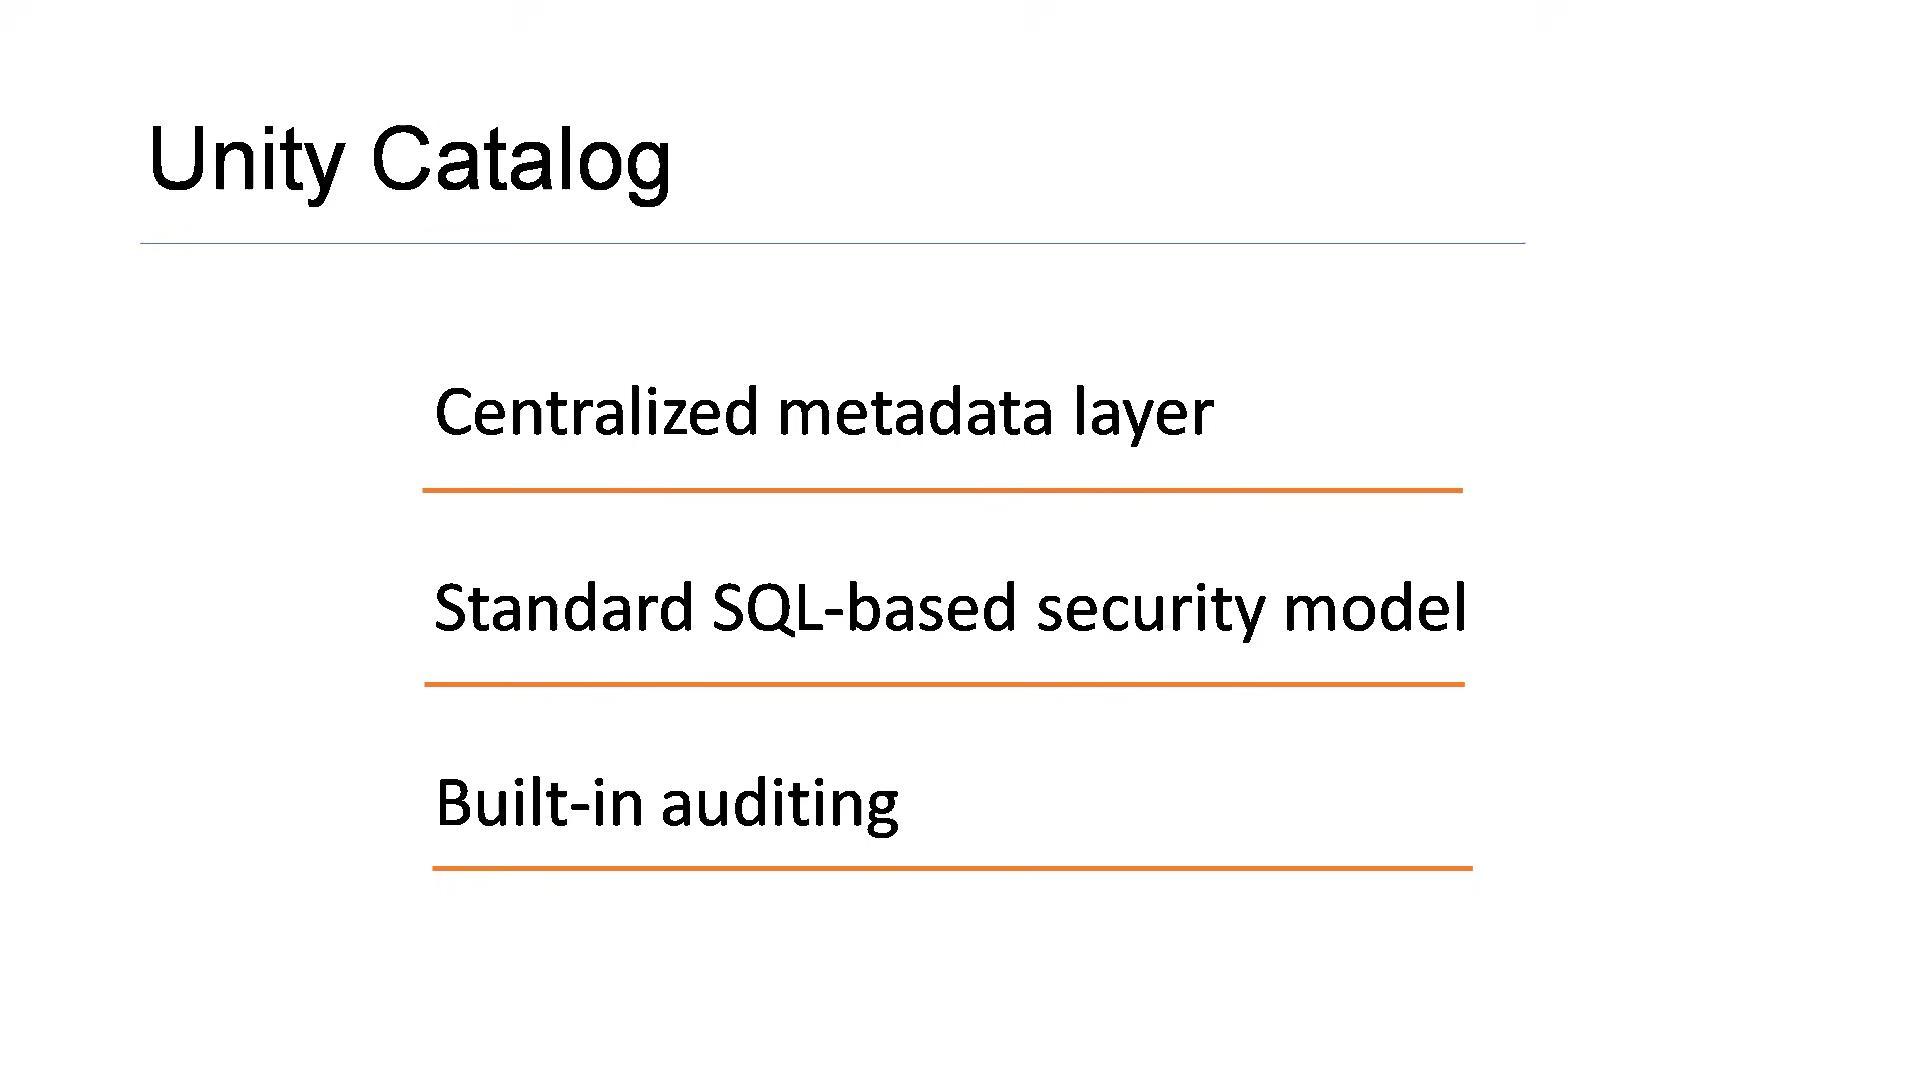 Unity Catalog
Centralized metadata layer
Standard SQL-based security model
Built-in auditing